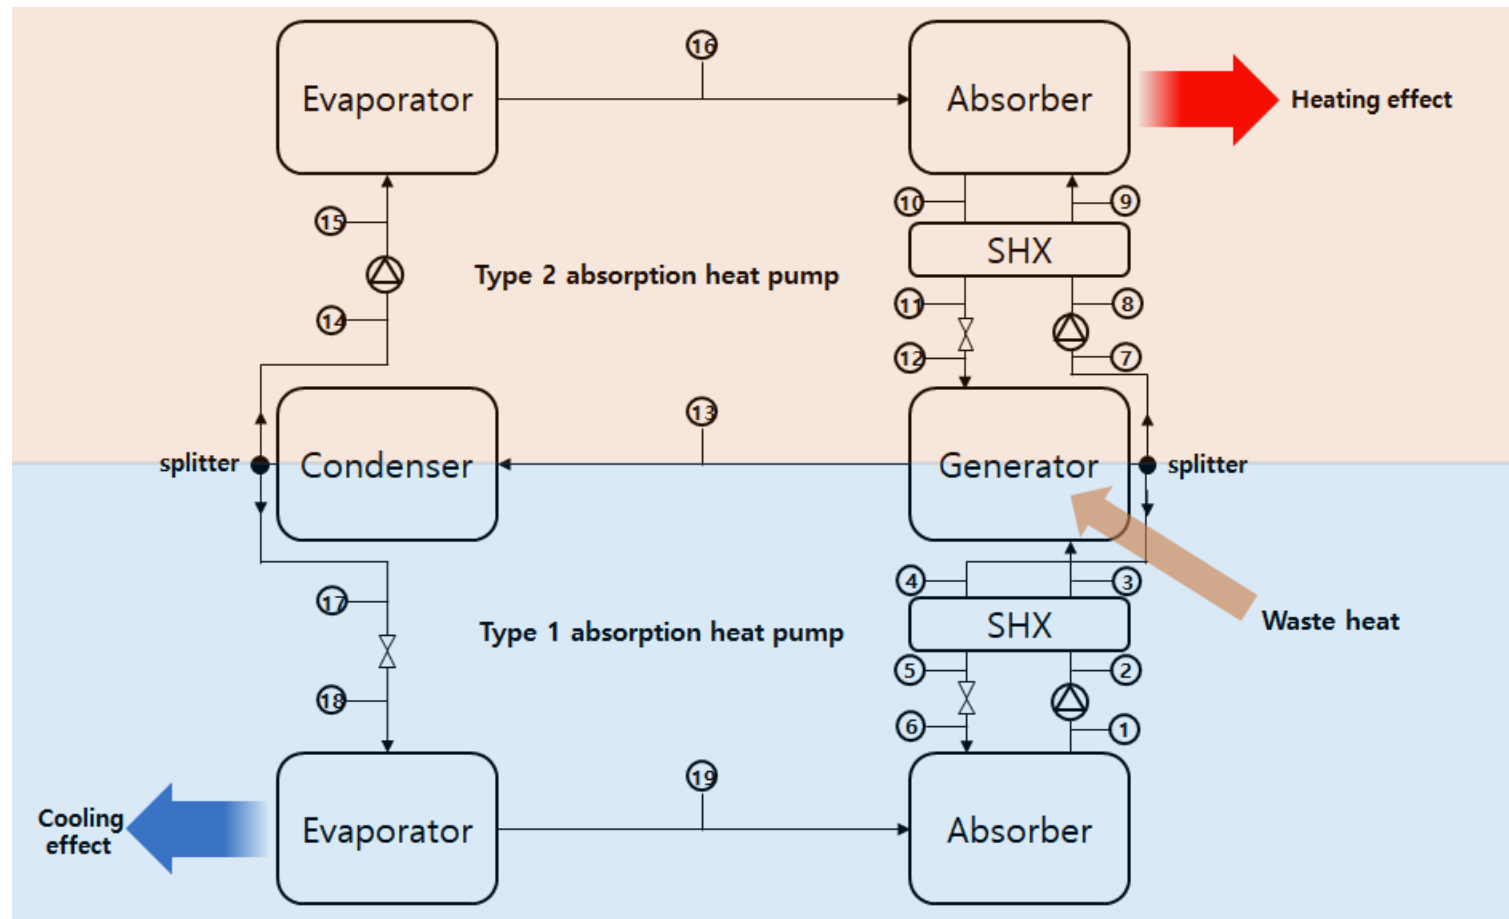 16
Evaporator
Absorber
Heating effect
15
10
9
SHX
Type 2 absorption heat pump
14
11
8
12
7
13
splitter
Condenser
Generator
splitter
17
4
3
SHX
Type 1 absorption heat pump
Waste heat
5
2
18
6
1
19
Cooling
effect
Evaporator
Absorber